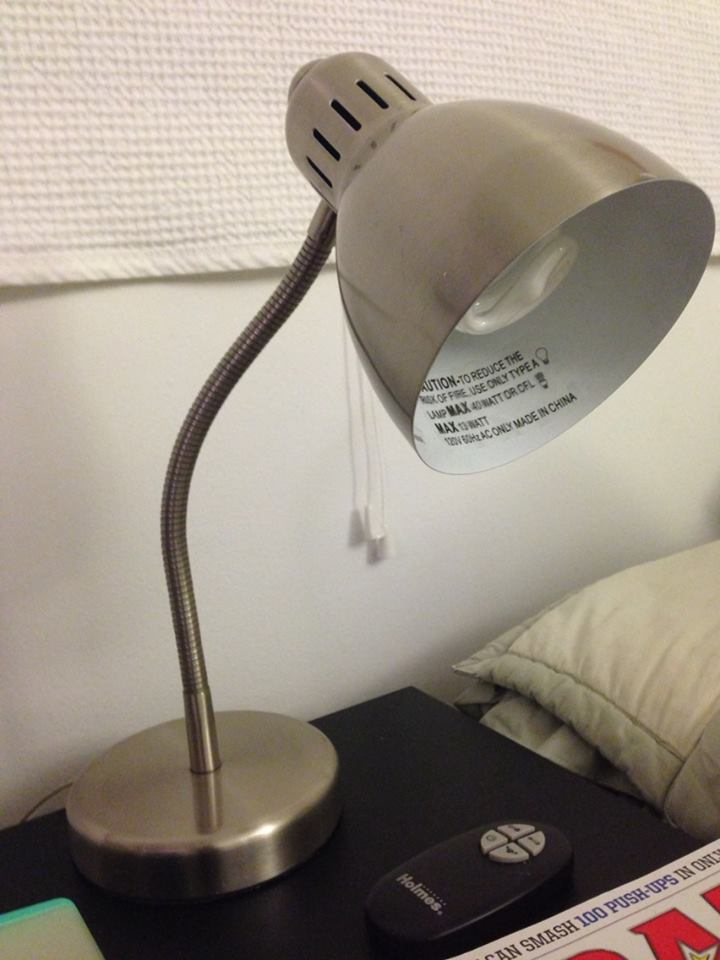 AUTION-TO REDUCE THE
RISK OF FIRE, USE ONLY TYPE A
LAMP MAX 40 WATT OR CFL
MAX 13 WATT
120V 60Hz AC ONLY MADE IN CHINA
Holmes
CAN SMASH 100 PUSH-UPS IN ONLY